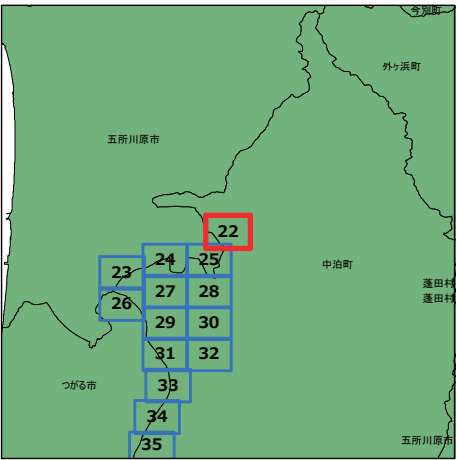 今別町
外ヶ浜町
五所川原市
22
24 25
中泊町
23
蓬田村
27 28
蓬田村
26
29 30
31 32
つがる市
33
34
五所川原市
35